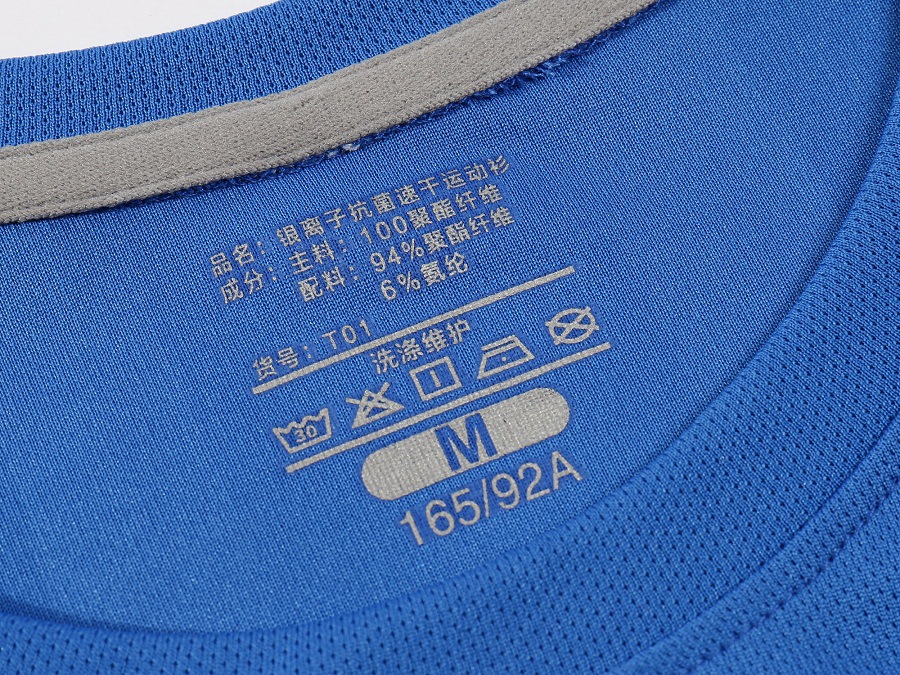 品名：银离子抗菌速干运动衫
成分：主料：100聚酯纤维
配料：94%聚酯纤维
6%氨纶
货号：T01
洗涤维护
30
M
165/92A